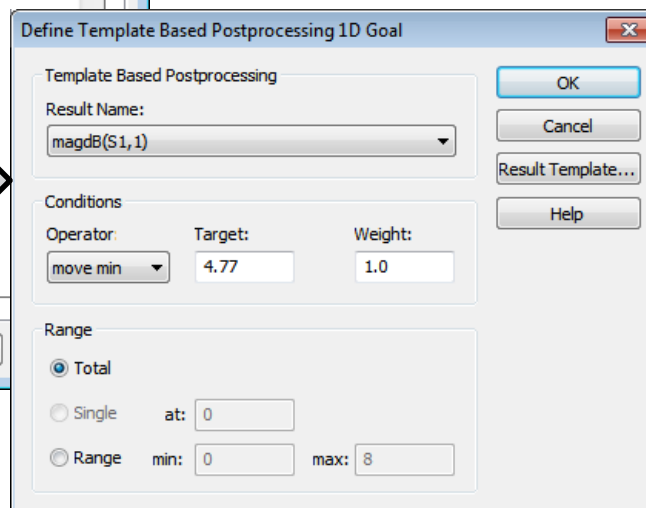 Define Template Based Postprocessing 1D Goal
Template Based Postprocessing
Result Name:
magdB(S1,1)
OK
Cancel
Result Template...
Help
Conditions
Operator: Target: Weight:
move min 4.77 1.0
Range
Total
Single at: 0
Range min: 0 max: 8